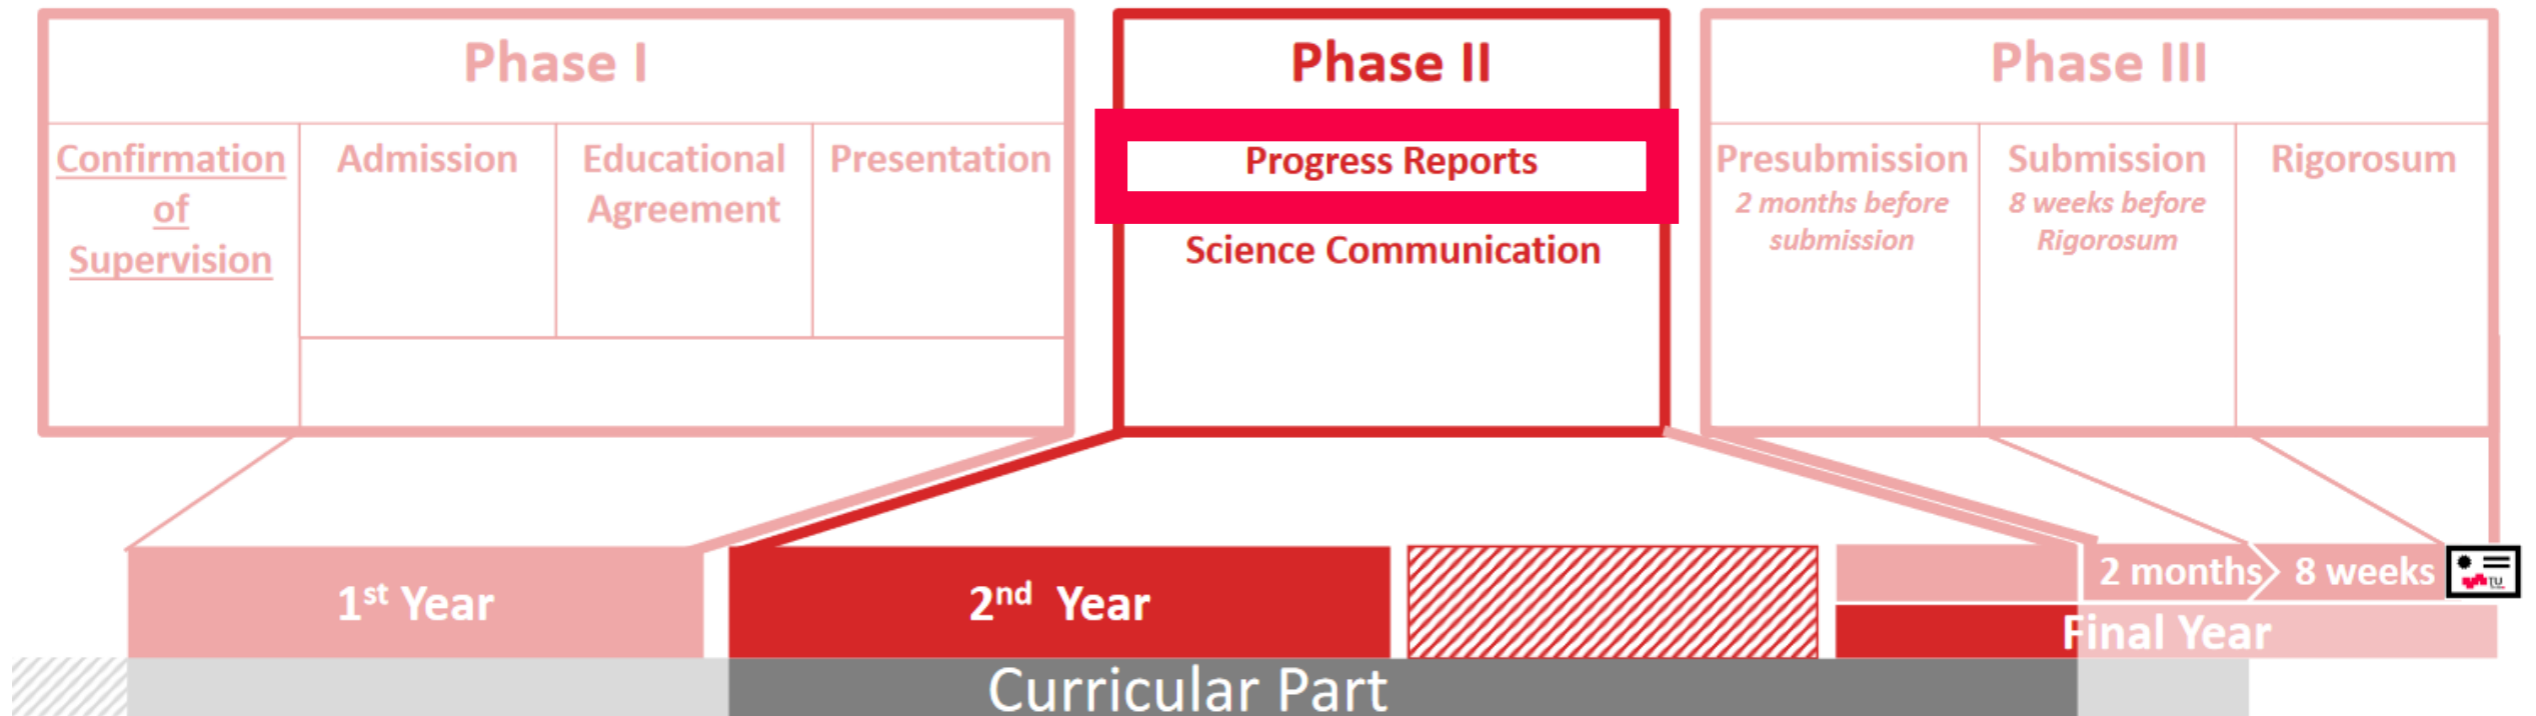 Phase I
Confirmation
of
Supervision
Admission
Educational
Agreement
Presentation
Phase II
Progress Reports
Science Communication
Phase III
Presubmission
2 months before
submission
Submission
8 weeks before
Rigorosum
Rigorosum
1st Year
2nd Year
2 months
8 weeks
TU
Final Year
Curricular Part